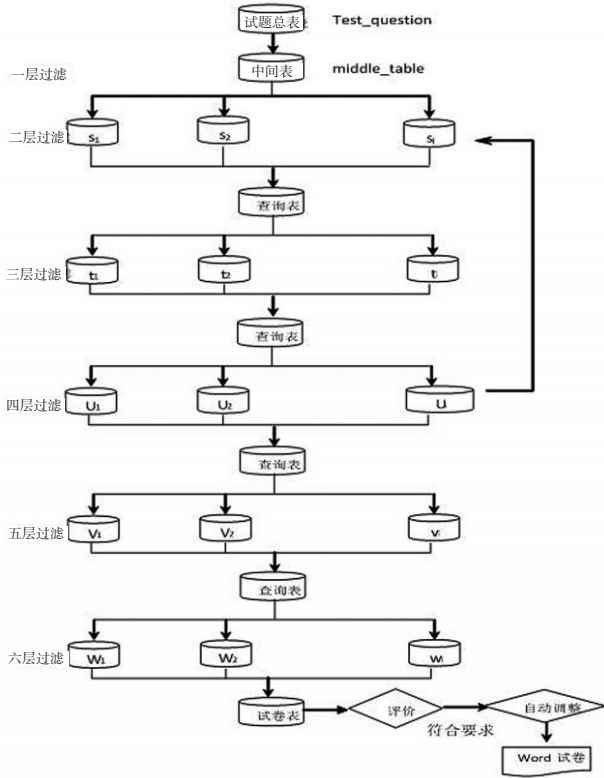 试题总表 Test_question
一层过滤 中间表 middle_table
二层过滤 S₁ S₂ Sᵢ
查询表
三层过滤 t₁ t₂ tᵢ
查询表
四层过滤 U₁ U₂ Uᵢ
查询表
五层过滤 V₁ V₂ Vᵢ
查询表
六层过滤 W₁ W₂ Wᵢ
试卷表 评价 自动调整
符合要求
Word 试卷